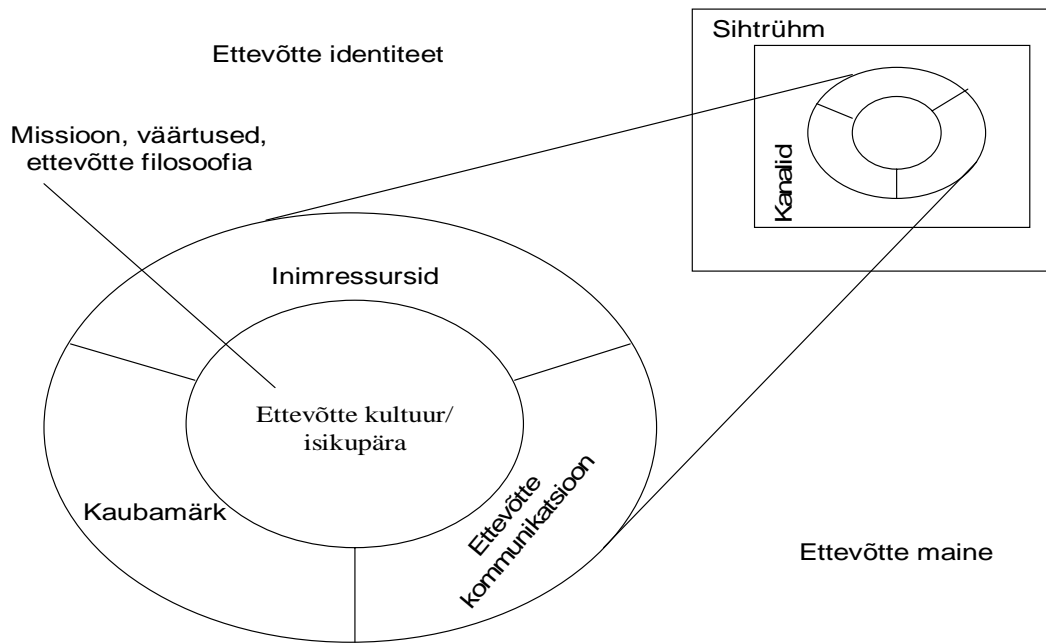 Sihtrühm
Ettevõtte identiteet
Missioon, väärtused,
ettevõtte filosoofia
Kanalid
Inimressursid
Ettevõtte kultuur/
isikupära
Kaubamärk
Ettevõtte
kommunikatsioon
Ettevõtte maine